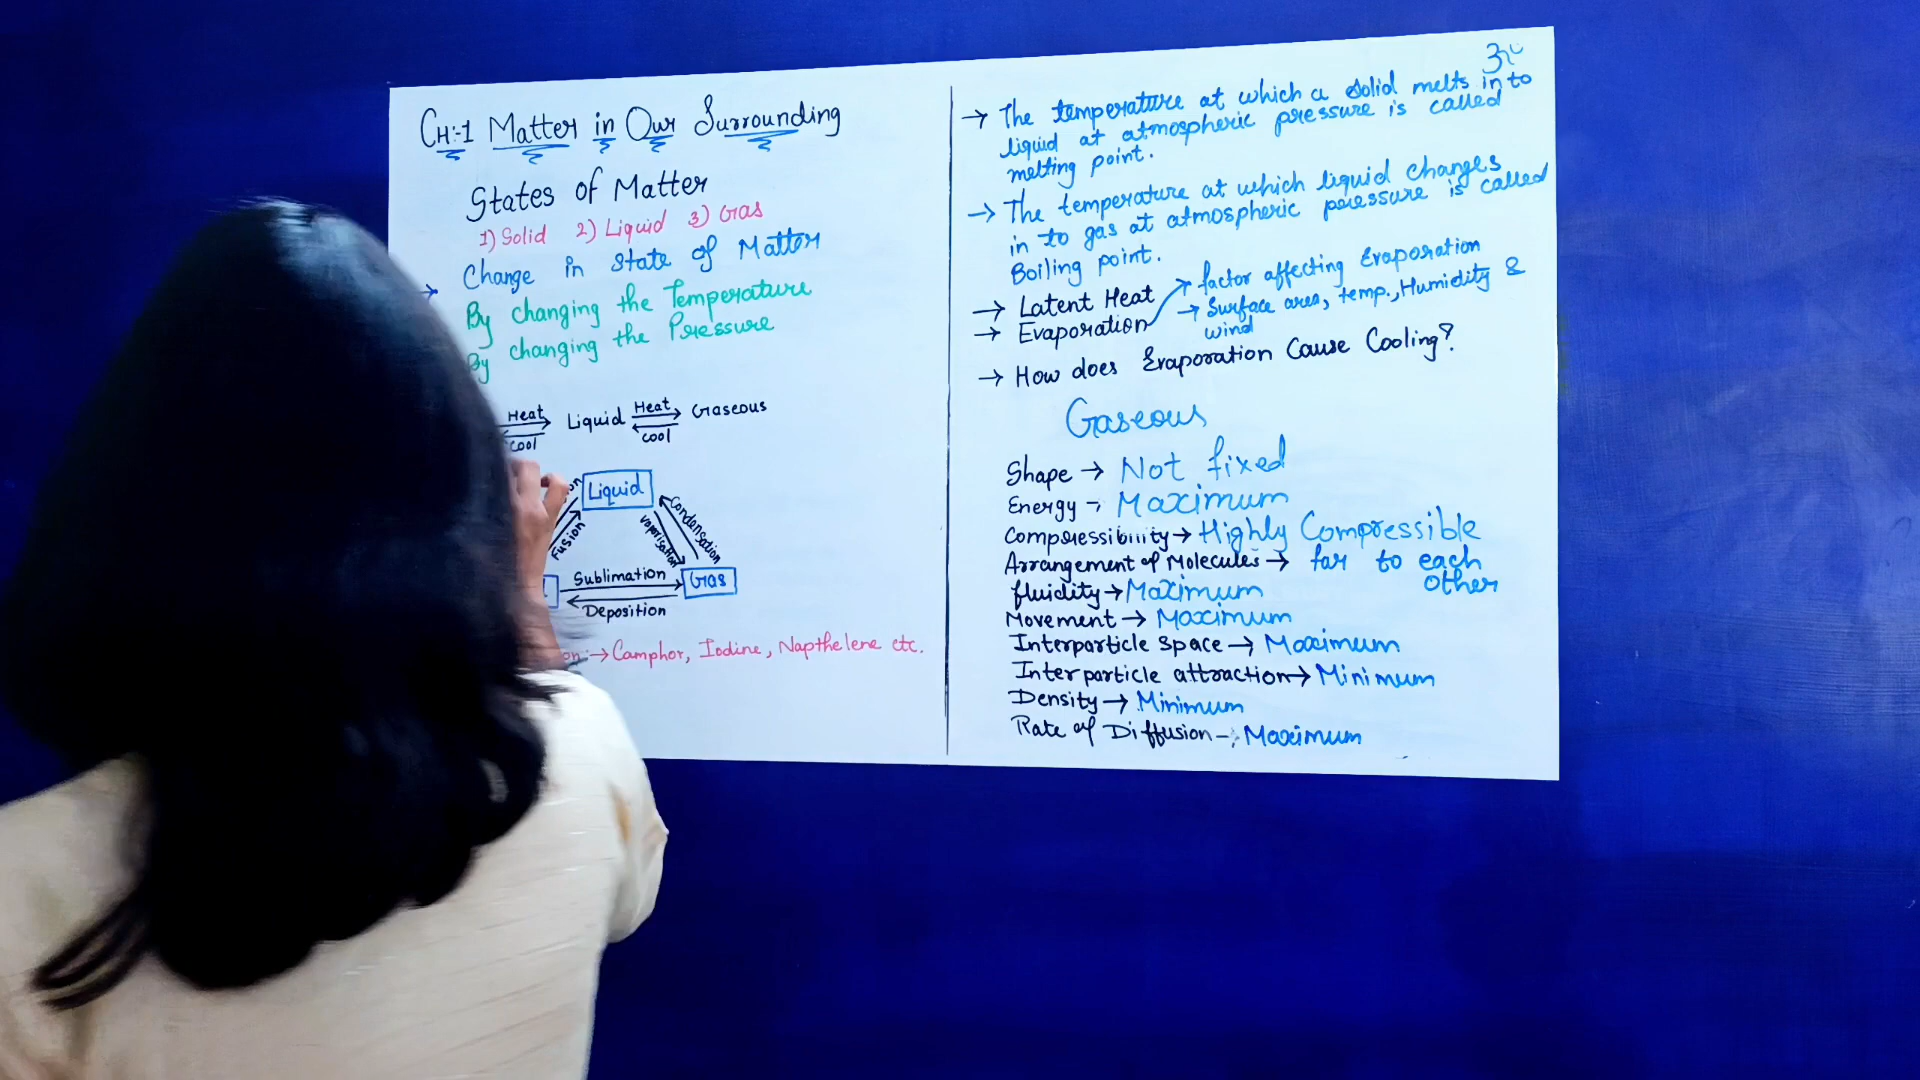 CH:-1 Matter in Our Surrounding
States of Matter
1) Solid 2) Liquid 3) Gas
Change in State of Matter
By changing the Temperature
By changing the Pressure
Heat Liquid Heat Gaseous
Cool Cool
Liquid
Fusion
Vaporisation
Condensation
Sublimation
Gas
Deposition
→ Camphor, Iodine, Napthelene etc.
→ The temperature at which a solid melts in to
liquid at atmospheric pressure is called
melting point.
→ The temperature at which liquid changes
in to gas at atmospheric pressure is called
Boiling point.
→ Latent Heat
→ Evaporation
→ factor affecting Evaporation
→ Surface area, temp., Humidity &
wind
→ How does Evaporation Cause Cooling?
Gaseous
Shape → Not fixed
Energy → Maximum
Compressibility → Highly Compressible
Arrangement of Molecules → far to each
other
fluidity → Maximum
Movement → Maximum
Interparticle Space → Maximum
Interparticle attraction → Minimum
Density → Minimum
Rate of Diffusion → Maximum